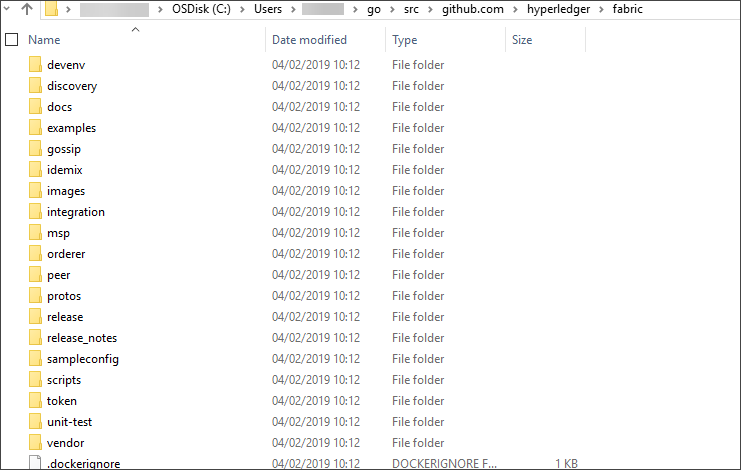 OSDisk (C:) > Users > go > src > github.com > hyperledger > fabric
Name Date modified Type Size
devenv 04/02/2019 10:12 File folder
discovery 04/02/2019 10:12 File folder
docs 04/02/2019 10:12 File folder
examples 04/02/2019 10:12 File folder
gossip 04/02/2019 10:12 File folder
idemix 04/02/2019 10:12 File folder
images 04/02/2019 10:12 File folder
integration 04/02/2019 10:12 File folder
msp 04/02/2019 10:12 File folder
orderer 04/02/2019 10:12 File folder
peer 04/02/2019 10:12 File folder
protos 04/02/2019 10:12 File folder
release 04/02/2019 10:12 File folder
release_notes 04/02/2019 10:12 File folder
sampleconfig 04/02/2019 10:12 File folder
scripts 04/02/2019 10:12 File folder
token 04/02/2019 10:12 File folder
unit-test 04/02/2019 10:12 File folder
vendor 04/02/2019 10:12 File folder
.dockerignore 04/02/2019 10:12 DOCKERIGNORE F... 1 KB